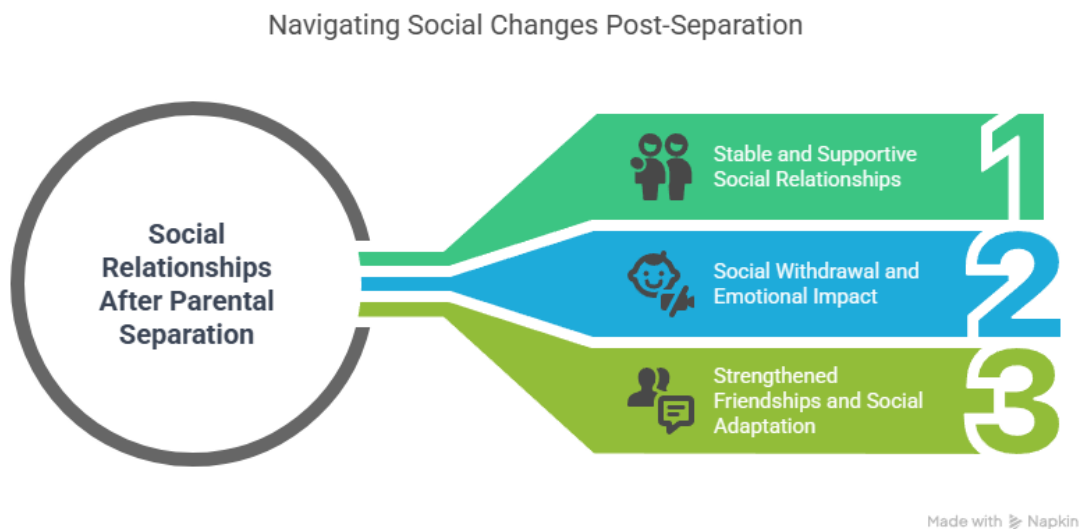 Navigating Social Changes Post-Separation
Social
Relationships
After Parental
Separation
Stable and Supportive
Social Relationships
1
Social Withdrawal and
Emotional Impact
2
Strengthened
Friendships and Social
Adaptation
3
Made with Napkin